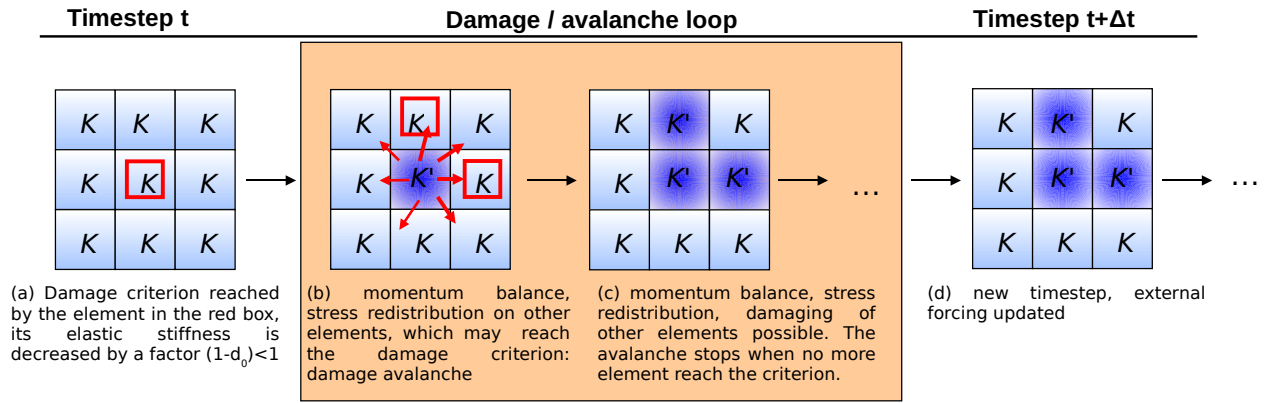 Timestep t
Damage / avalanche loop
Timestep t+Δt
K K K
K K K
K K K
K K K
K K' K
K K K
K K' K
K K' K'
K K K
...
K K' K
K K' K'
K K K
...
(a) Damage criterion reached
by the element in the red box,
its elastic stiffness is
decreased by a factor (1-d₀)<1
(b) momentum balance,
stress redistribution on other
elements, which may reach
the damage criterion:
damage avalanche
(c) momentum balance, stress
redistribution, damaging of
other elements possible. The
avalanche stops when no more
element reach the criterion.
(d) new timestep, external
forcing updated